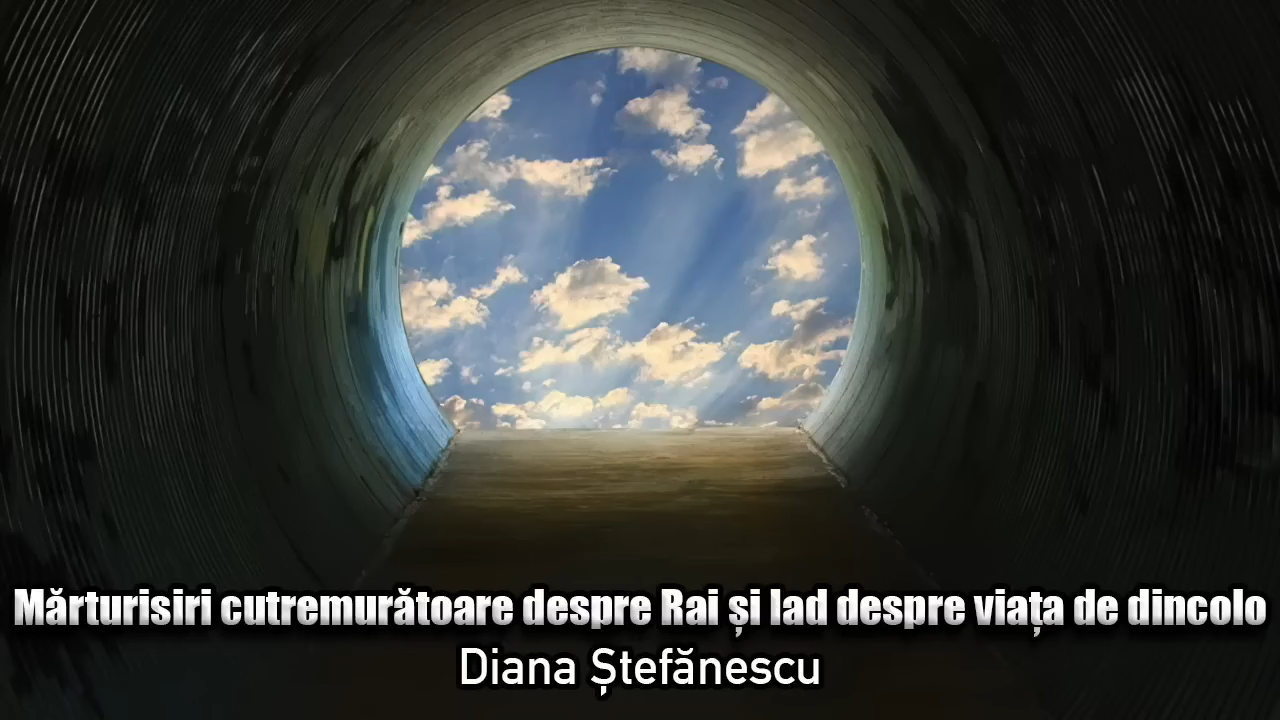 Mărturisiri cutremurătoare despre Rai și Iad despre viața de dincolo
Diana Ștefănescu